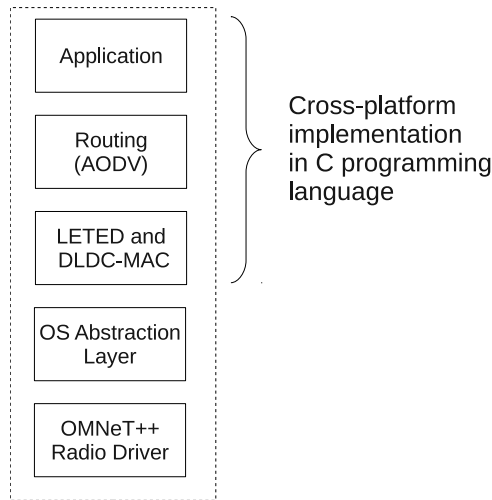 Application
Routing
(AODV)
LETED and
DLDC-MAC
OS Abstraction
Layer
OMNeT++
Radio Driver
Cross-platform
implementation
in C programming
language